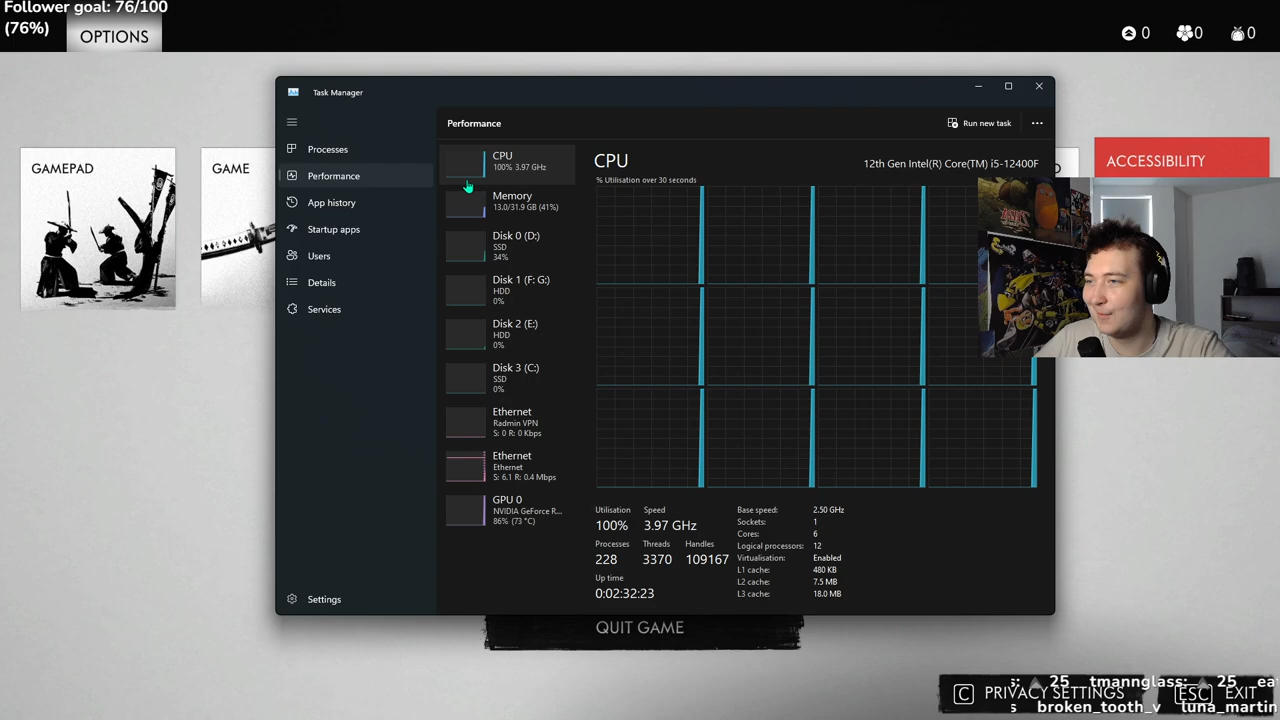 Follower goal: 76/100
(76%)
OPTIONS
0 0 0
GAMEPAD
GAME
ACCESSIBILITY
Task Manager
Performance
Run new task
Processes
Performance
App history
Startup apps
Users
Details
Services
Settings
CPU
100% 3.97 GHz
Memory
13.0/31.9 GB (41%)
Disk 0 (D:)
SSD
34%
Disk 1 (F: G:)
HDD
0%
Disk 2 (E:)
HDD
0%
Disk 3 (C:)
SSD
0%
Ethernet
Radmin VPN
S: 0 R: 0 Kbps
Ethernet
Ethernet
S: 6.1 R: 0.4 Mbps
GPU 0
NVIDIA GeForce R...
86% (73 °C)
CPU
12th Gen Intel(R) Core(TM) i5-12400F
% Utilisation over 30 seconds
Utilisation Speed
100% 3.97 GHz
Processes Threads Handles
228 3370 109167
Up time
0:02:32:23
Base speed: 2.50 GHz
Sockets: 1
Cores: 6
Logical processors: 12
Virtualisation: Enabled
L1 cache: 480 KB
L2 cache: 7.5 MB
L3 cache: 18.0 MB
QUIT GAME
25 tmannglass: 25
C PRIVACY SETTINGS ESC EXIT
broken_tooth_v luna_martin